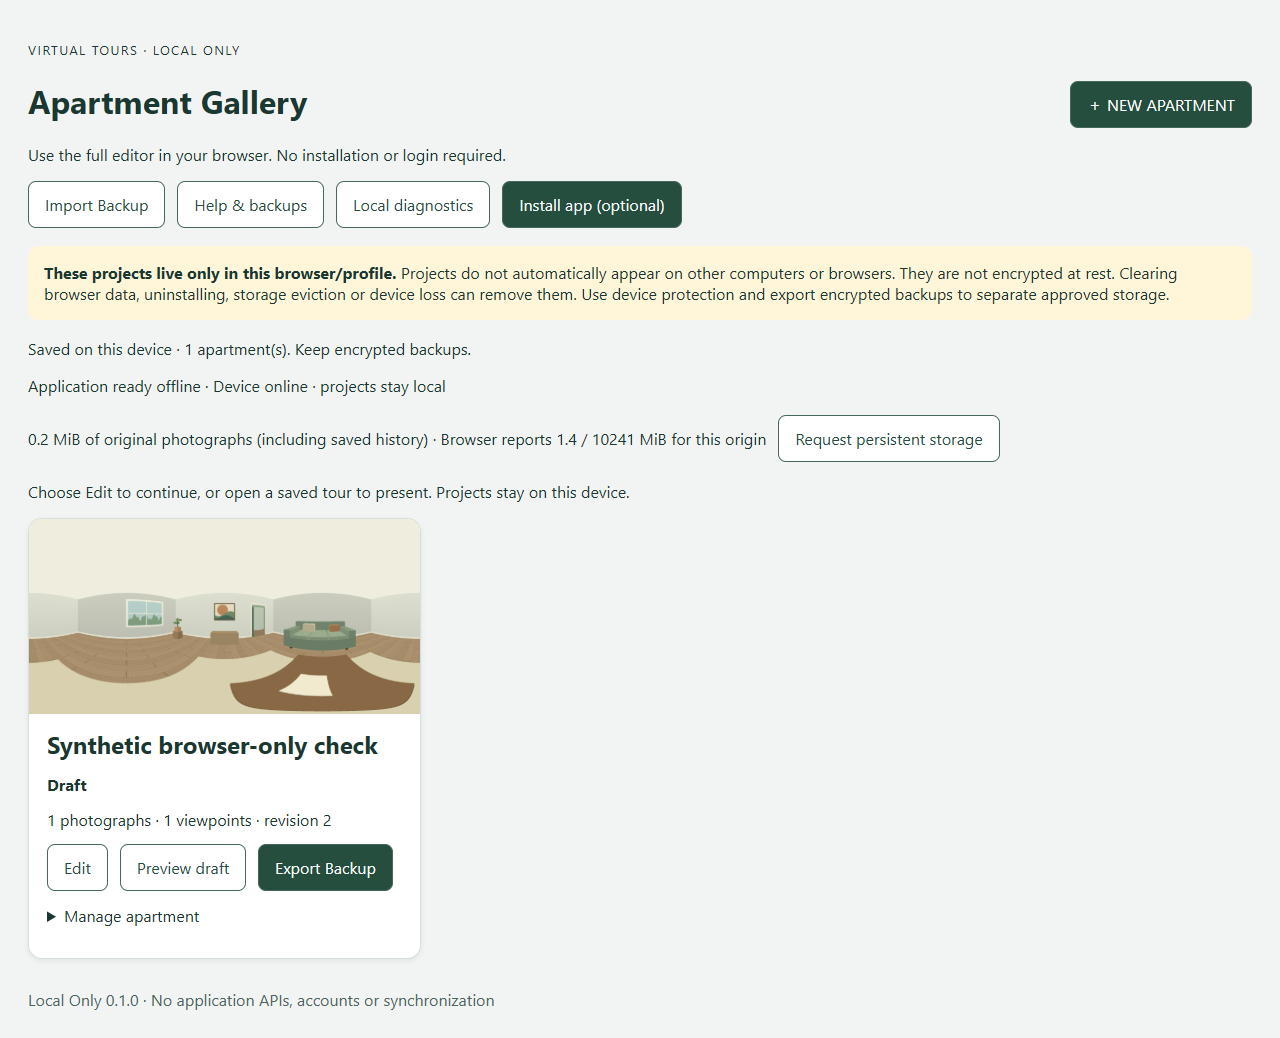 VIRTUAL TOURS · LOCAL ONLY
Apartment Gallery
+ NEW APARTMENT
Use the full editor in your browser. No installation or login required.
Import Backup
Help & backups
Local diagnostics
Install app (optional)
These projects live only in this browser/profile. Projects do not automatically appear on other computers or browsers. They are not encrypted at rest. Clearing
browser data, uninstalling, storage eviction or device loss can remove them. Use device protection and export encrypted backups to separate approved storage.
Saved on this device · 1 apartment(s). Keep encrypted backups.
Application ready offline · Device online · projects stay local
0.2 MiB of original photographs (including saved history) · Browser reports 1.4 / 10241 MiB for this origin
Request persistent storage
Choose Edit to continue, or open a saved tour to present. Projects stay on this device.
Synthetic browser-only check
Draft
1 photographs · 1 viewpoints · revision 2
Edit
Preview draft
Export Backup
Manage apartment
Local Only 0.1.0 · No application APIs, accounts or synchronization